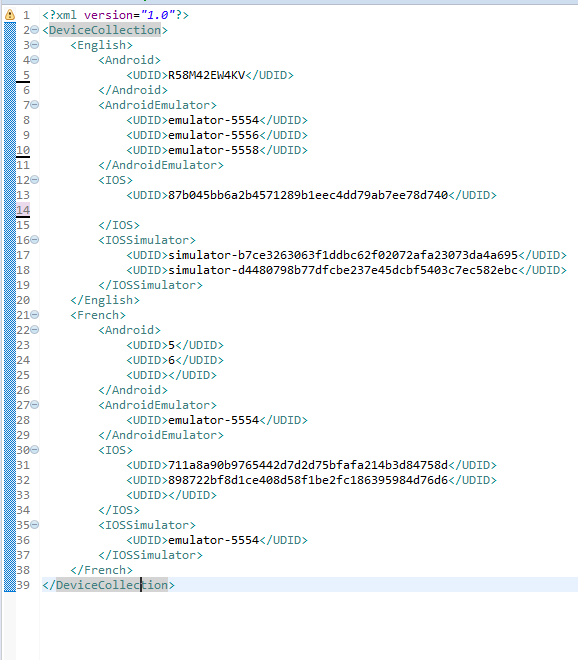 1 <?xml version="1.0"?>
2 <DeviceCollection>
3 <English>
4 <Android>
5 <UDID>R58M42EW4KV</UDID>
6 </Android>
7 <AndroidEmulator>
8 <UDID>emulator-5554</UDID>
9 <UDID>emulator-5556</UDID>
10 <UDID>emulator-5558</UDID>
11 </AndroidEmulator>
12 <IOS>
13 <UDID>87b045bb6a2b4571289b1eec4dd79ab7ee78d740</UDID>
14
15 </IOS>
16 <IOSSimulator>
17 <UDID>simulator-b7ce3263063f1ddbc62f02072afa23073da4a695</UDID>
18 <UDID>simulator-d4480798b77dfcbe237e45dcbf5403c7ec582ebc</UDID>
19 </IOSSimulator>
20 </English>
21 <French>
22 <Android>
23 <UDID>5</UDID>
24 <UDID>6</UDID>
25 <UDID></UDID>
26 </Android>
27 <AndroidEmulator>
28 <UDID>emulator-5554</UDID>
29 </AndroidEmulator>
30 <IOS>
31 <UDID>711a8a90b9765442d7d2d75bfafa214b3d84758d</UDID>
32 <UDID>898722bf8d1ce408d58f1be2fc186395984d76d6</UDID>
33 <UDID></UDID>
34 </IOS>
35 <IOSSimulator>
36 <UDID>emulator-5554</UDID>
37 </IOSSimulator>
38 </French>
39 </DeviceCollection>